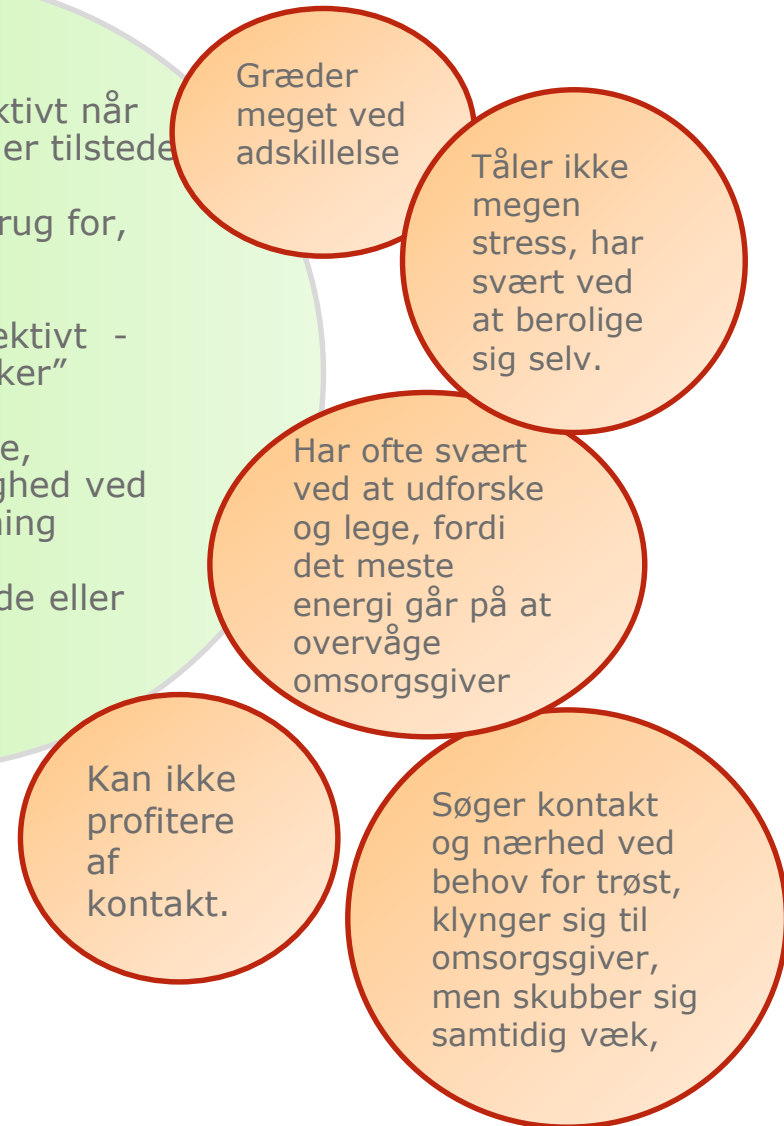 ktivt når
er tilstede
rug for,
ektivt -
ker”
e,
ghed ved
ning
de eller
Græder
meget ved
adskillelse
Tåler ikke
megen
stress, har
svært ved
at berolige
sig selv.
Har ofte svært
ved at udforske
og lege, fordi
det meste
energi går på at
overvåge
omsorgsgiver
Kan ikke
profitere
af
kontakt.
Søger kontakt
og nærhed ved
behov for trøst,
klynger sig til
omsorgsgiver,
men skubber sig
samtidig væk,